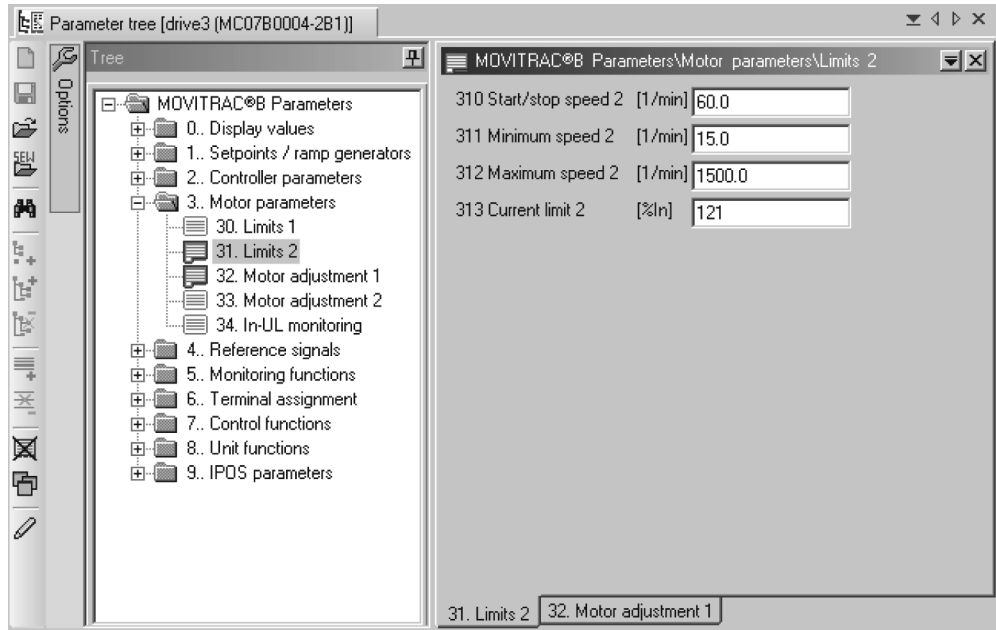 Parameter tree [drive3 (MC07B0004-2B1)]
SEW
Options
Tree
MOVITRAC®B Parameters
0.. Display values
1.. Setpoints / ramp generators
2.. Controller parameters
3.. Motor parameters
30. Limits 1
31. Limits 2
32. Motor adjustment 1
33. Motor adjustment 2
34. In-UL monitoring
4.. Reference signals
5.. Monitoring functions
6.. Terminal assignment
7.. Control functions
8.. Unit functions
9.. IPOS parameters
MOVITRAC®B Parameters\Motor parameters\Limits 2
310 Start/stop speed 2 [1/min] 60.0
311 Minimum speed 2 [1/min] 15.0
312 Maximum speed 2 [1/min] 1500.0
313 Current limit 2 [%In] 121
31. Limits 2 32. Motor adjustment 1